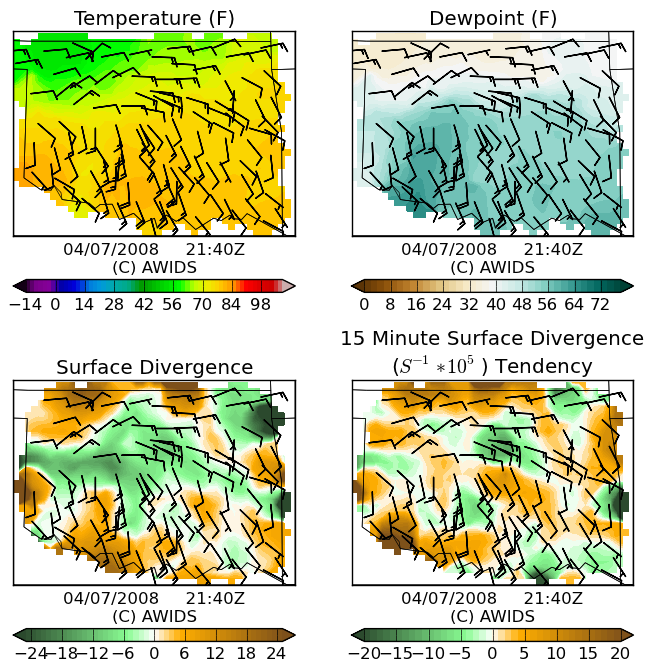 Temperature (F)
Dewpoint (F)
04/07/2008 21:40Z
(C) AWIDS
04/07/2008 21:40Z
(C) AWIDS
−14 0 14 28 42 56 70 84 98
0 8 16 24 32 40 48 56 64 72
Surface Divergence
15 Minute Surface Divergence
(S⁻¹ *10⁵ ) Tendency
04/07/2008 21:40Z
(C) AWIDS
04/07/2008 21:40Z
(C) AWIDS
−24 −18 −12 −6 0 6 12 18 24
−20 −15 −10 −5 0 5 10 15 20